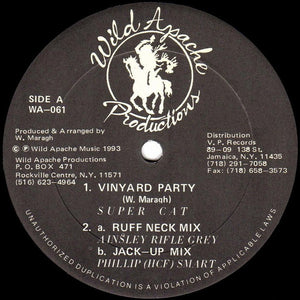 Wild Apache
Productions
SIDE A
WA-061
Produced & Arranged by
W. Maragh
© ℗ Wild Apache Music 1993
Wild Apache Productions
P.O. BOX 471
Rockville Centre, N.Y. 11571
(516) 623-4964
Distribution
V. P. Records
89-09 138 St.
Jamaica, N.Y. 11435
(718) 291-7058
Fax: (718) 658-3573
1. VINYARD PARTY
(W. Maragh)
SUPER CAT
2. a. RUFF NECK MIX
AINSLEY RIFLE GREY
b. JACK-UP MIX
PHILLIP (HCF) SMART
UNAUTHORIZED DUPLICATION IS A VIOLATION OF APPLICABLE LAW.